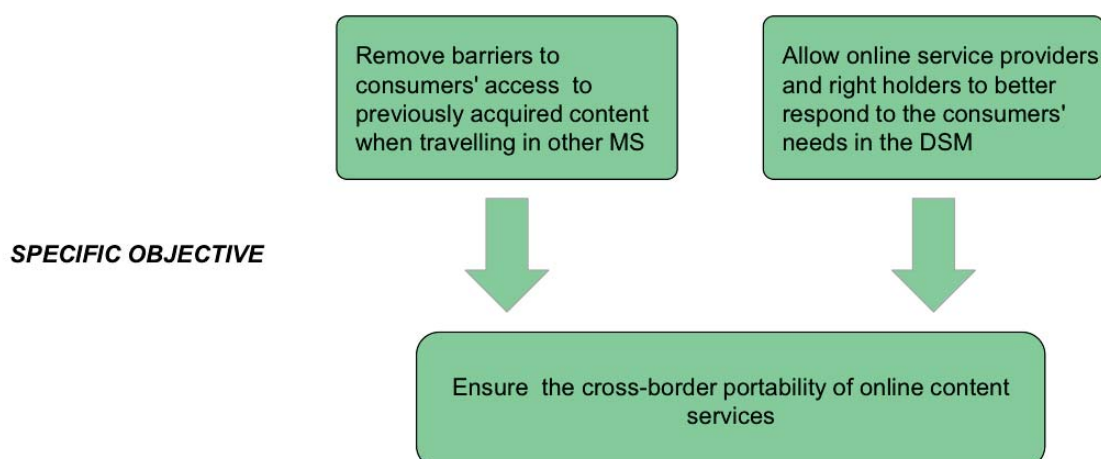 Remove barriers to
consumers' access  to
previously acquired content
when travelling in other MS
Allow online service providers
and right holders to better
respond to the consumers'
needs in the DSM
SPECIFIC OBJECTIVE
Ensure  the cross-border portability of online content
services